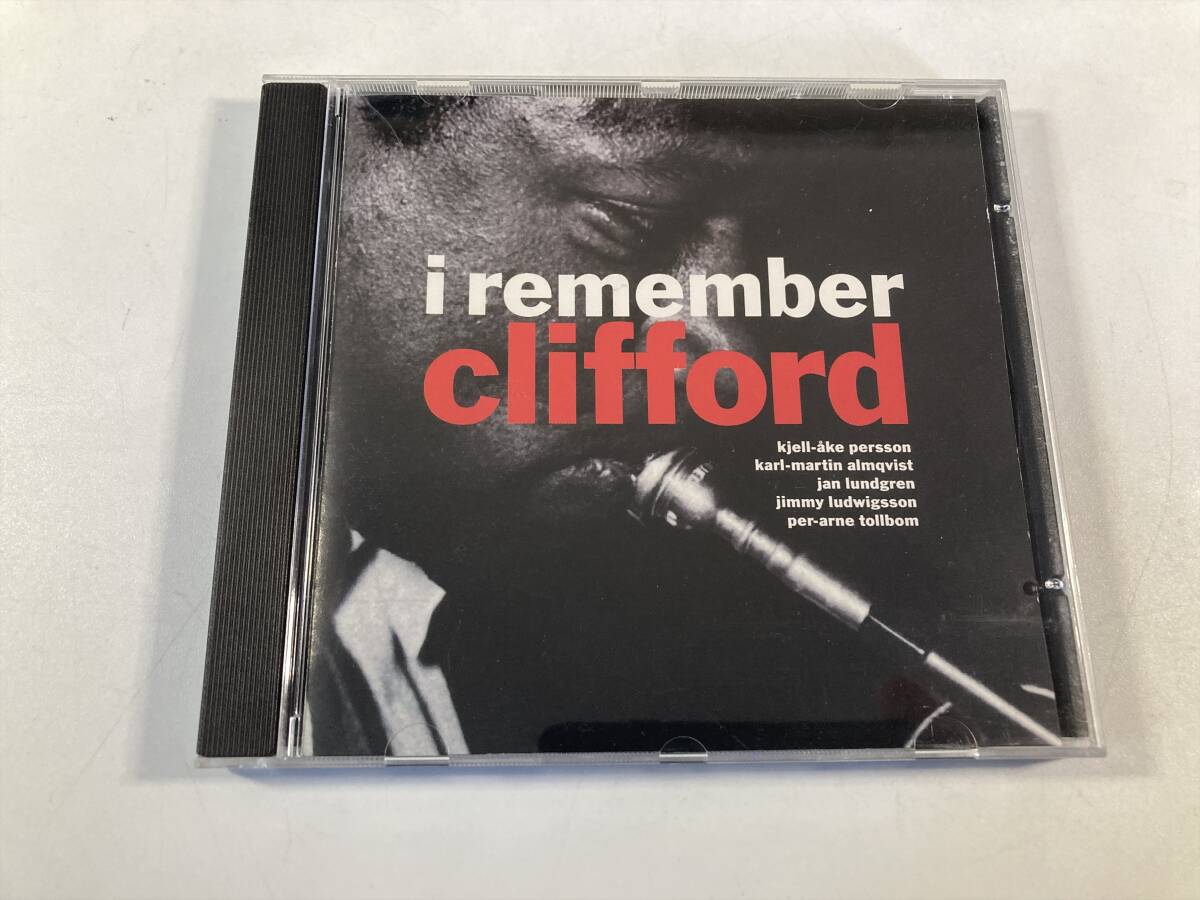 i remember
clifford
kjell-åke persson
karl-martin almqvist
jan lundgren
jimmy ludwigsson
per-arne tollbom